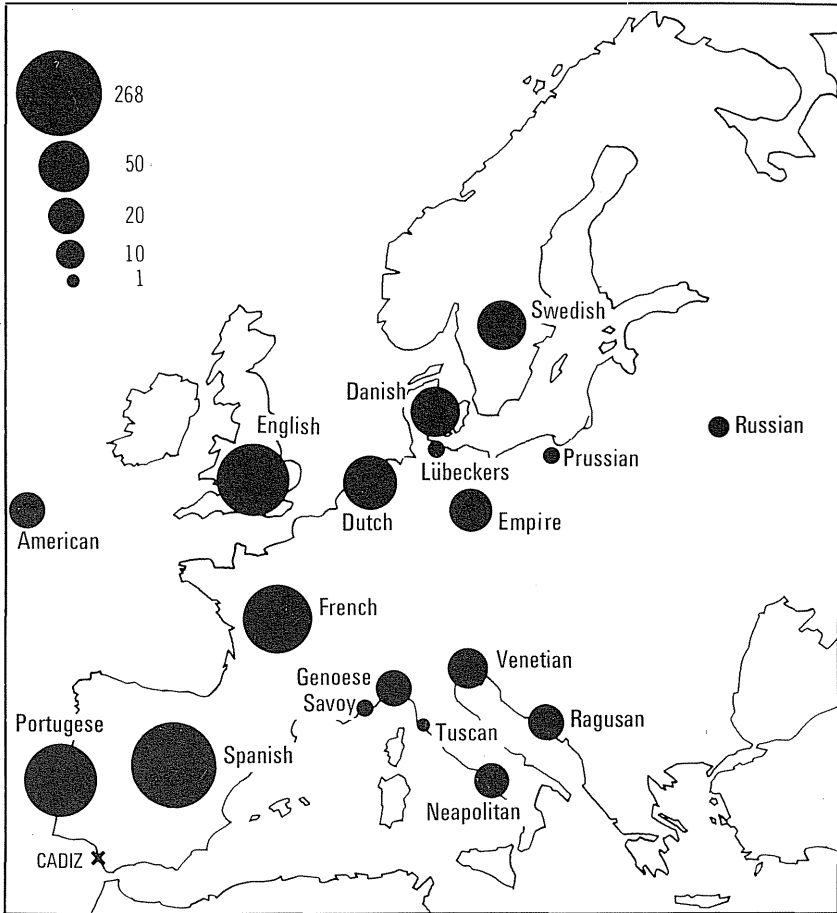 268
50
20
10
1
Swedish
Danish
English
Russian
Lübeckers
Prussian
Dutch
Empire
American
French
Genoese
Savoy
Venetian
Portugese
Tuscan
Ragusan
Spanish
Neapolitan
CADIZ